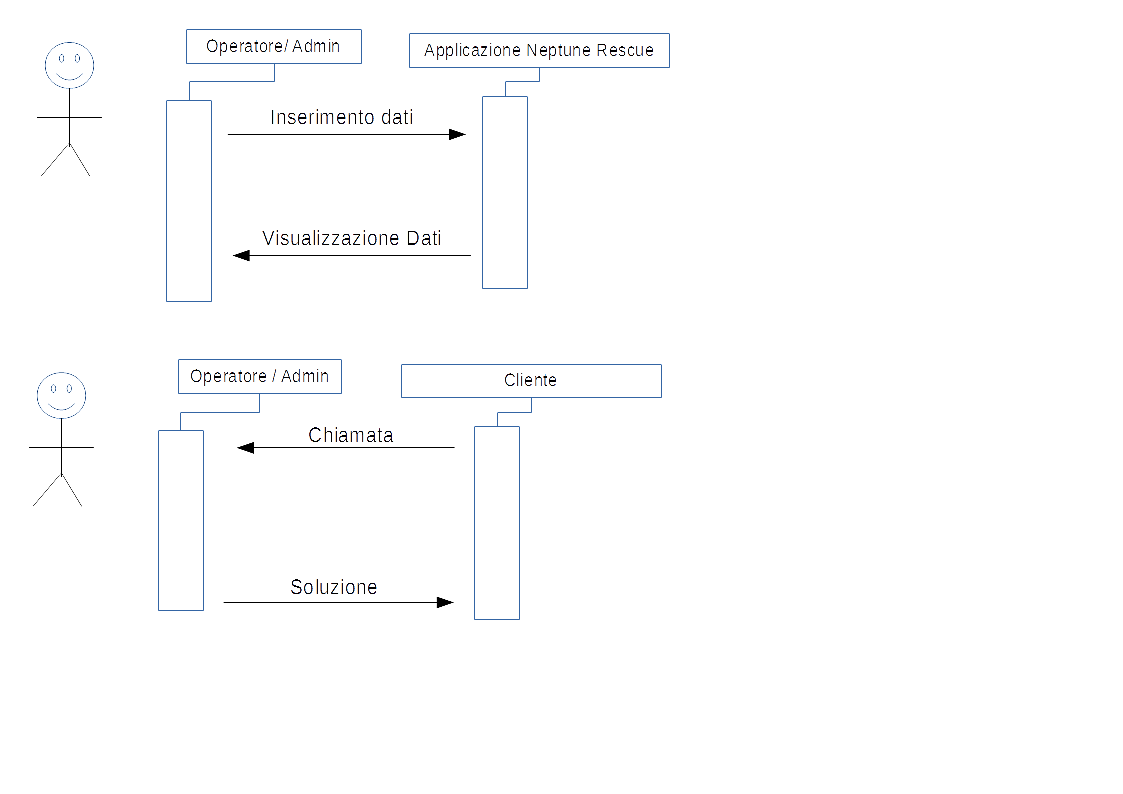 Operatore/ Admin
Applicazione Neptune Rescue
Inserimento dati
Visualizzazione Dati
Operatore / Admin
Cliente
Chiamata
Soluzione